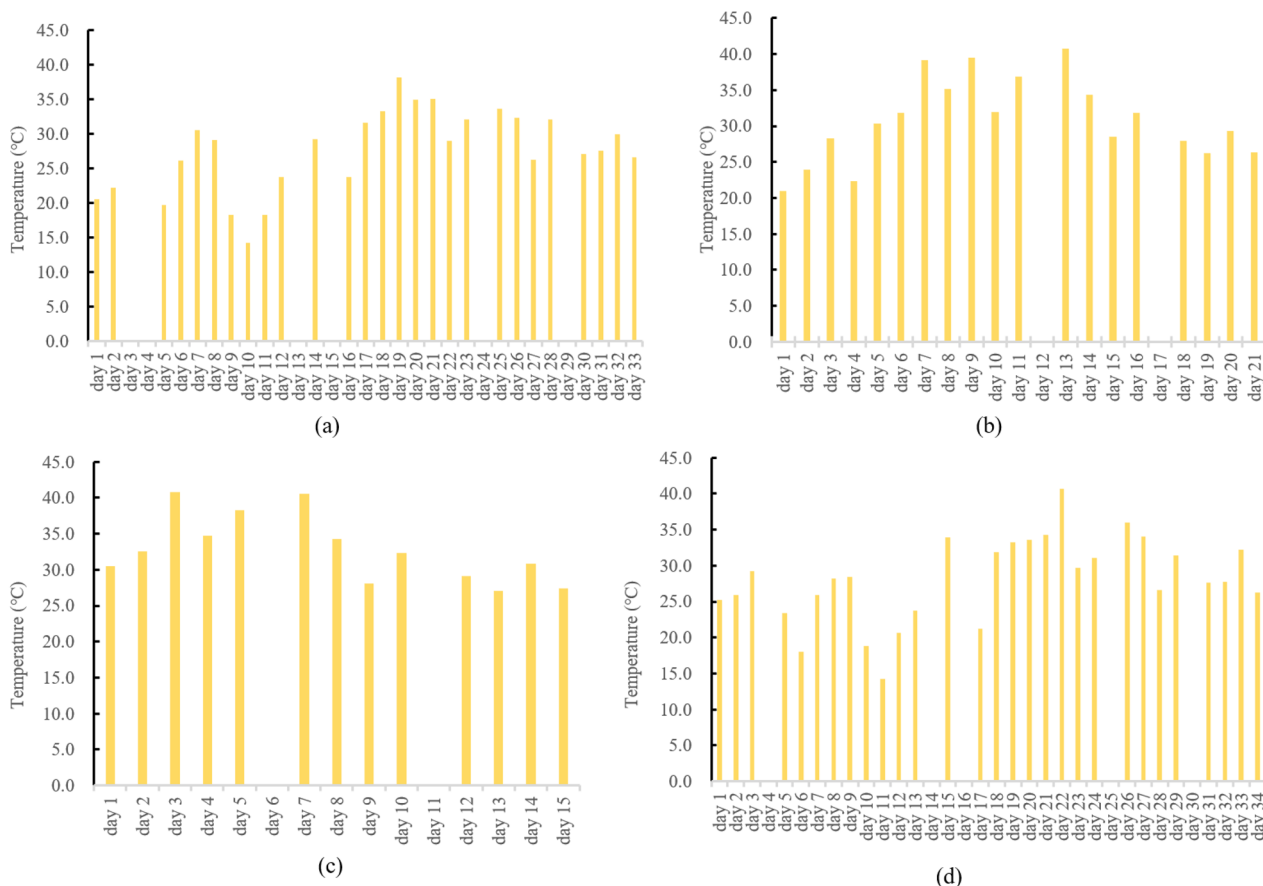 Temperature (°C)
45.0
40.0
35.0
30.0
25.0
20.0
15.0
10.0
5.0
0.0
day 1
day 2
day 3
day 4
day 5
day 6
day 7
day 8
day 9
day 10
day 11
day 12
day 13
day 14
day 15
day 16
day 17
day 18
day 19
day 20
day 21
day 22
day 23
day 24
day 25
day 26
day 27
day 28
day 29
day 30
day 31
day 32
day 33
(a)
Temperature (°C)
45.0
40.0
35.0
30.0
25.0
20.0
15.0
10.0
5.0
0.0
day 1
day 2
day 3
day 4
day 5
day 6
day 7
day 8
day 9
day 10
day 11
day 12
day 13
day 14
day 15
day 16
day 17
day 18
day 19
day 20
day 21
(b)
Temperature (°C)
45.0
40.0
35.0
30.0
25.0
20.0
15.0
10.0
5.0
0.0
day 1
day 2
day 3
day 4
day 5
day 6
day 7
day 8
day 9
day 10
day 11
day 12
day 13
day 14
day 15
(c)
Temperature (°C)
45.0
40.0
35.0
30.0
25.0
20.0
15.0
10.0
5.0
0.0
day 1
day 2
day 3
day 4
day 5
day 6
day 7
day 8
day 9
day 10
day 11
day 12
day 13
day 14
day 15
day 16
day 17
day 18
day 19
day 20
day 21
day 22
day 23
day 24
day 25
day 26
day 27
day 28
day 29
day 30
day 31
day 32
day 33
day 34
(d)